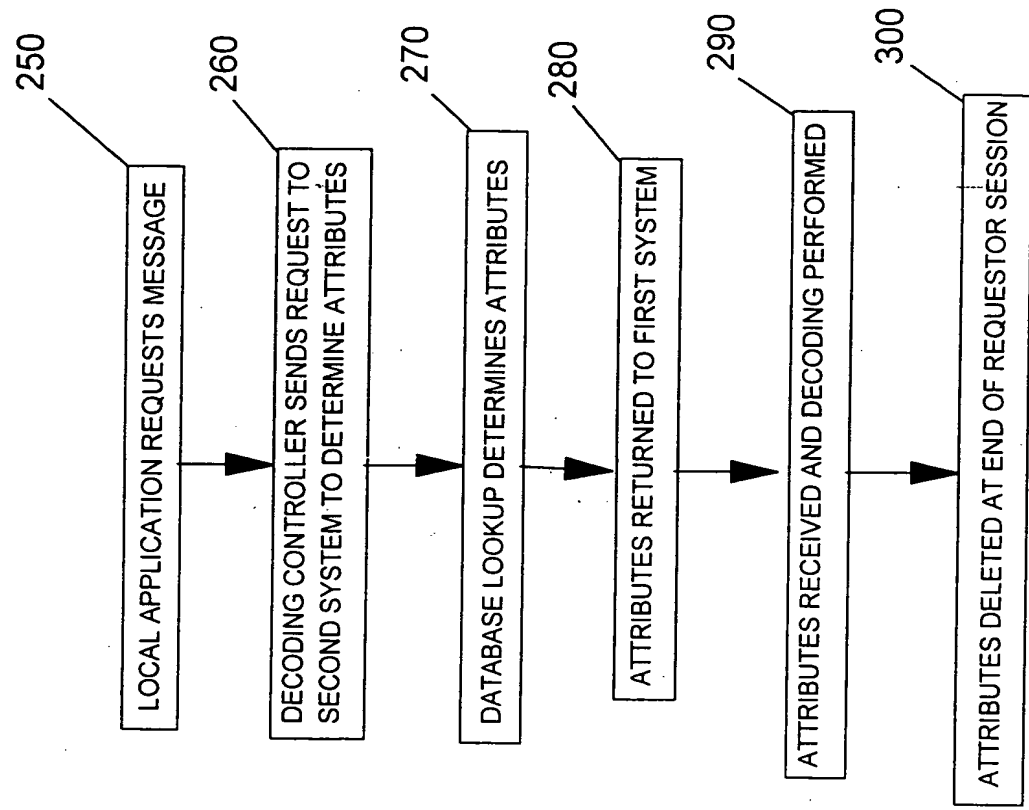 250
LOCAL APPLICATION REQUESTS MESSAGE
260
DECODING CONTROLLER SENDS REQUEST TO
SECOND SYSTEM TO DETERMINE ATTRIBUTES
270
DATABASE LOOKUP DETERMINES ATTRIBUTES
280
ATTRIBUTES RETURNED TO FIRST SYSTEM
290
ATTRIBUTES RECEIVED AND DECODING PERFORMED
300
ATTRIBUTES DELETED AT END OF REQUESTOR SESSION